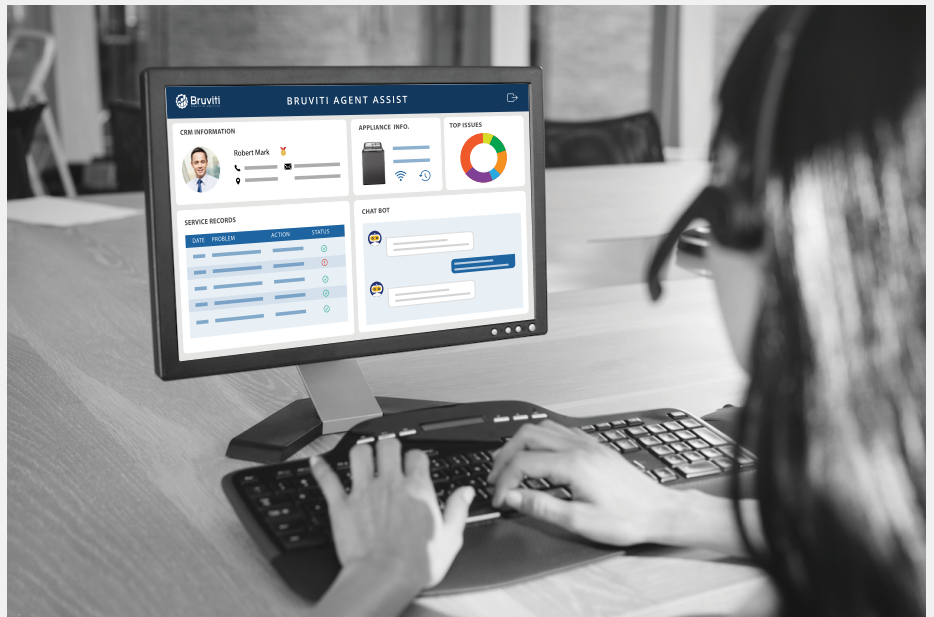 Bruviti
BRUVITI AGENT ASSIST
CRM INFORMATION
Robert Mark
APPLIANCE INFO.
TOP ISSUES
SERVICE RECORDS
DATE PROBLEM ACTION STATUS
CHAT BOT